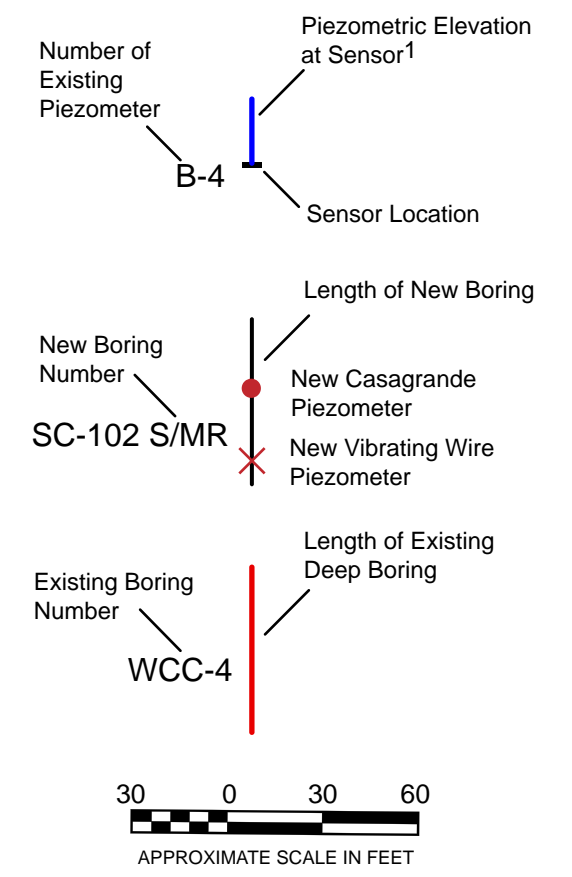 Piezometric Elevation
at Sensor1
Number of
Existing
Piezometer
B-4
Sensor Location
Length of New Boring
New Boring
Number
New Casagrande
Piezometer
SC-102 S/MR
New Vibrating Wire
Piezometer
Length of Existing
Deep Boring
Existing Boring
Number
WCC-4
30 0 30 60
APPROXIMATE SCALE IN FEET